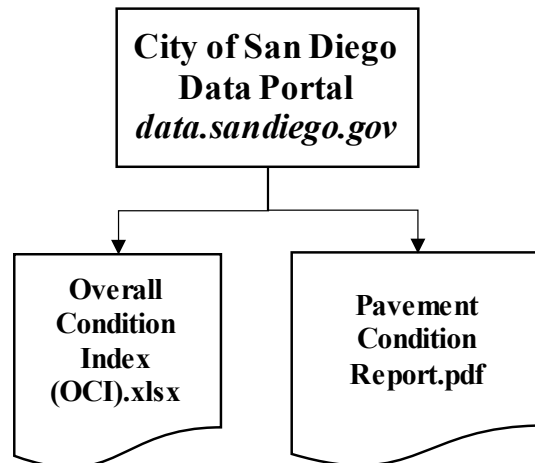 City of San Diego
Data Portal
data.sandiego.gov
Overall
Condition
Index
(OCI).xlsx
Pavement
Condition
Report.pdf